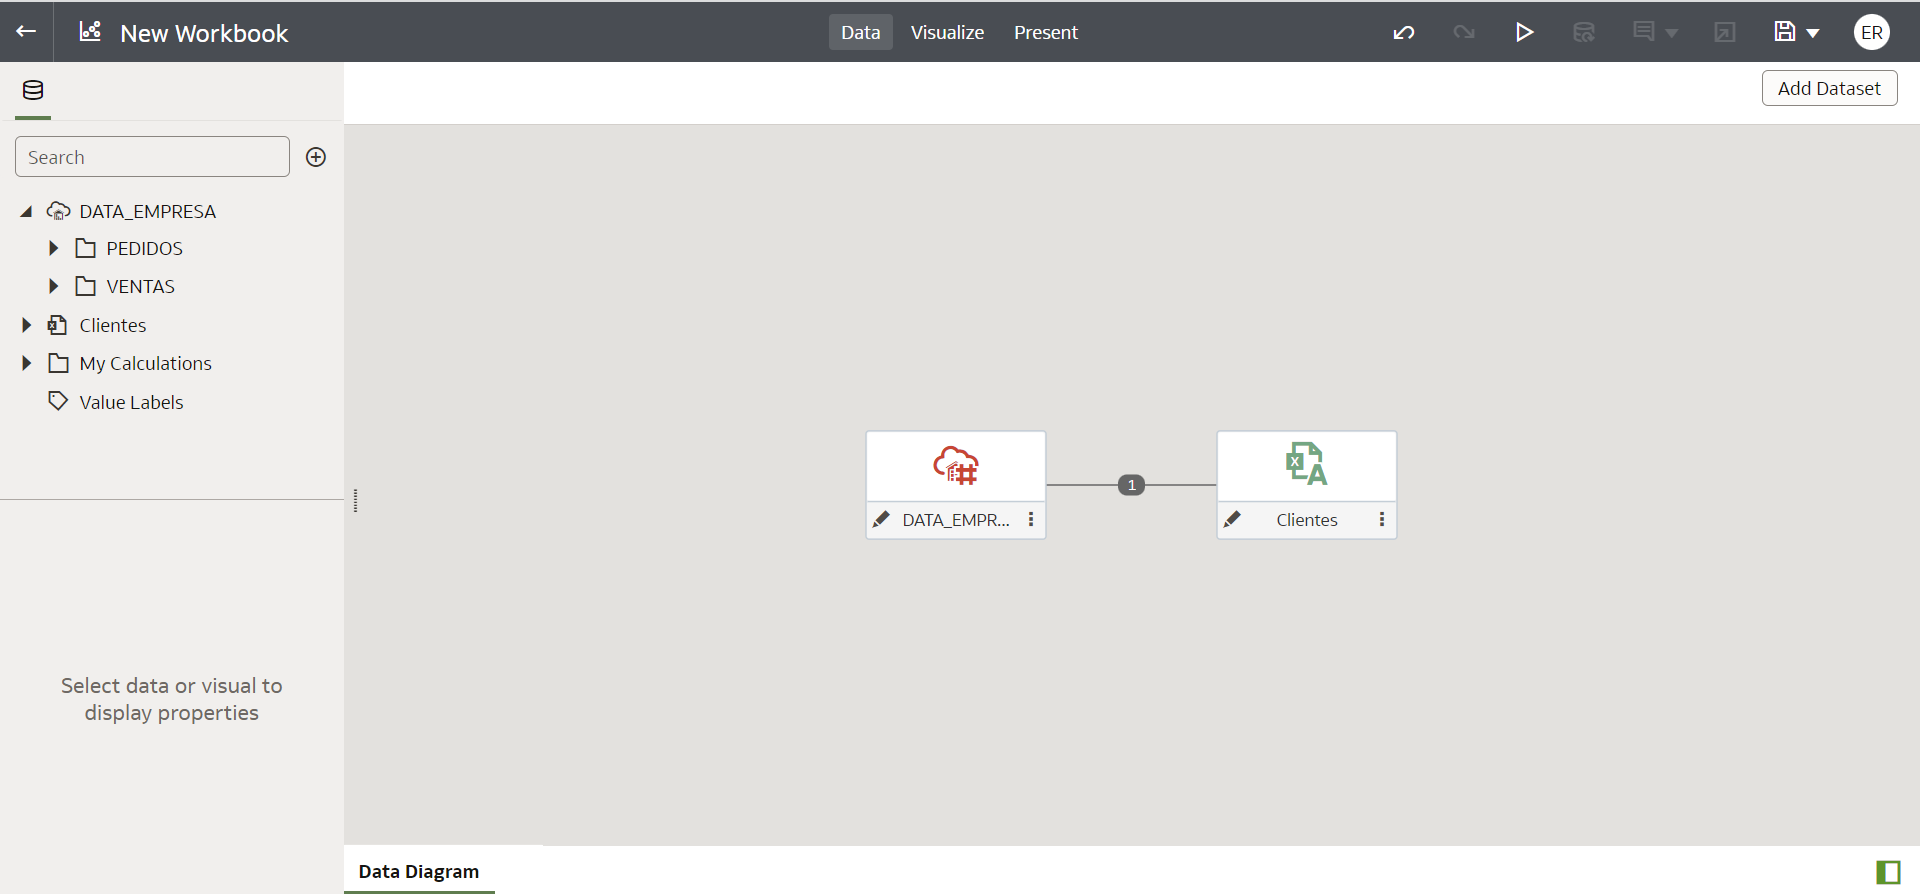 New Workbook
Data Visualize Present
ER
Add Dataset
Search
DATA_EMPRESA
PEDIDOS
VENTAS
Clientes
My Calculations
Value Labels
X A
1
DATA_EMPR...
Clientes
Select data or visual to
display properties
Data Diagram